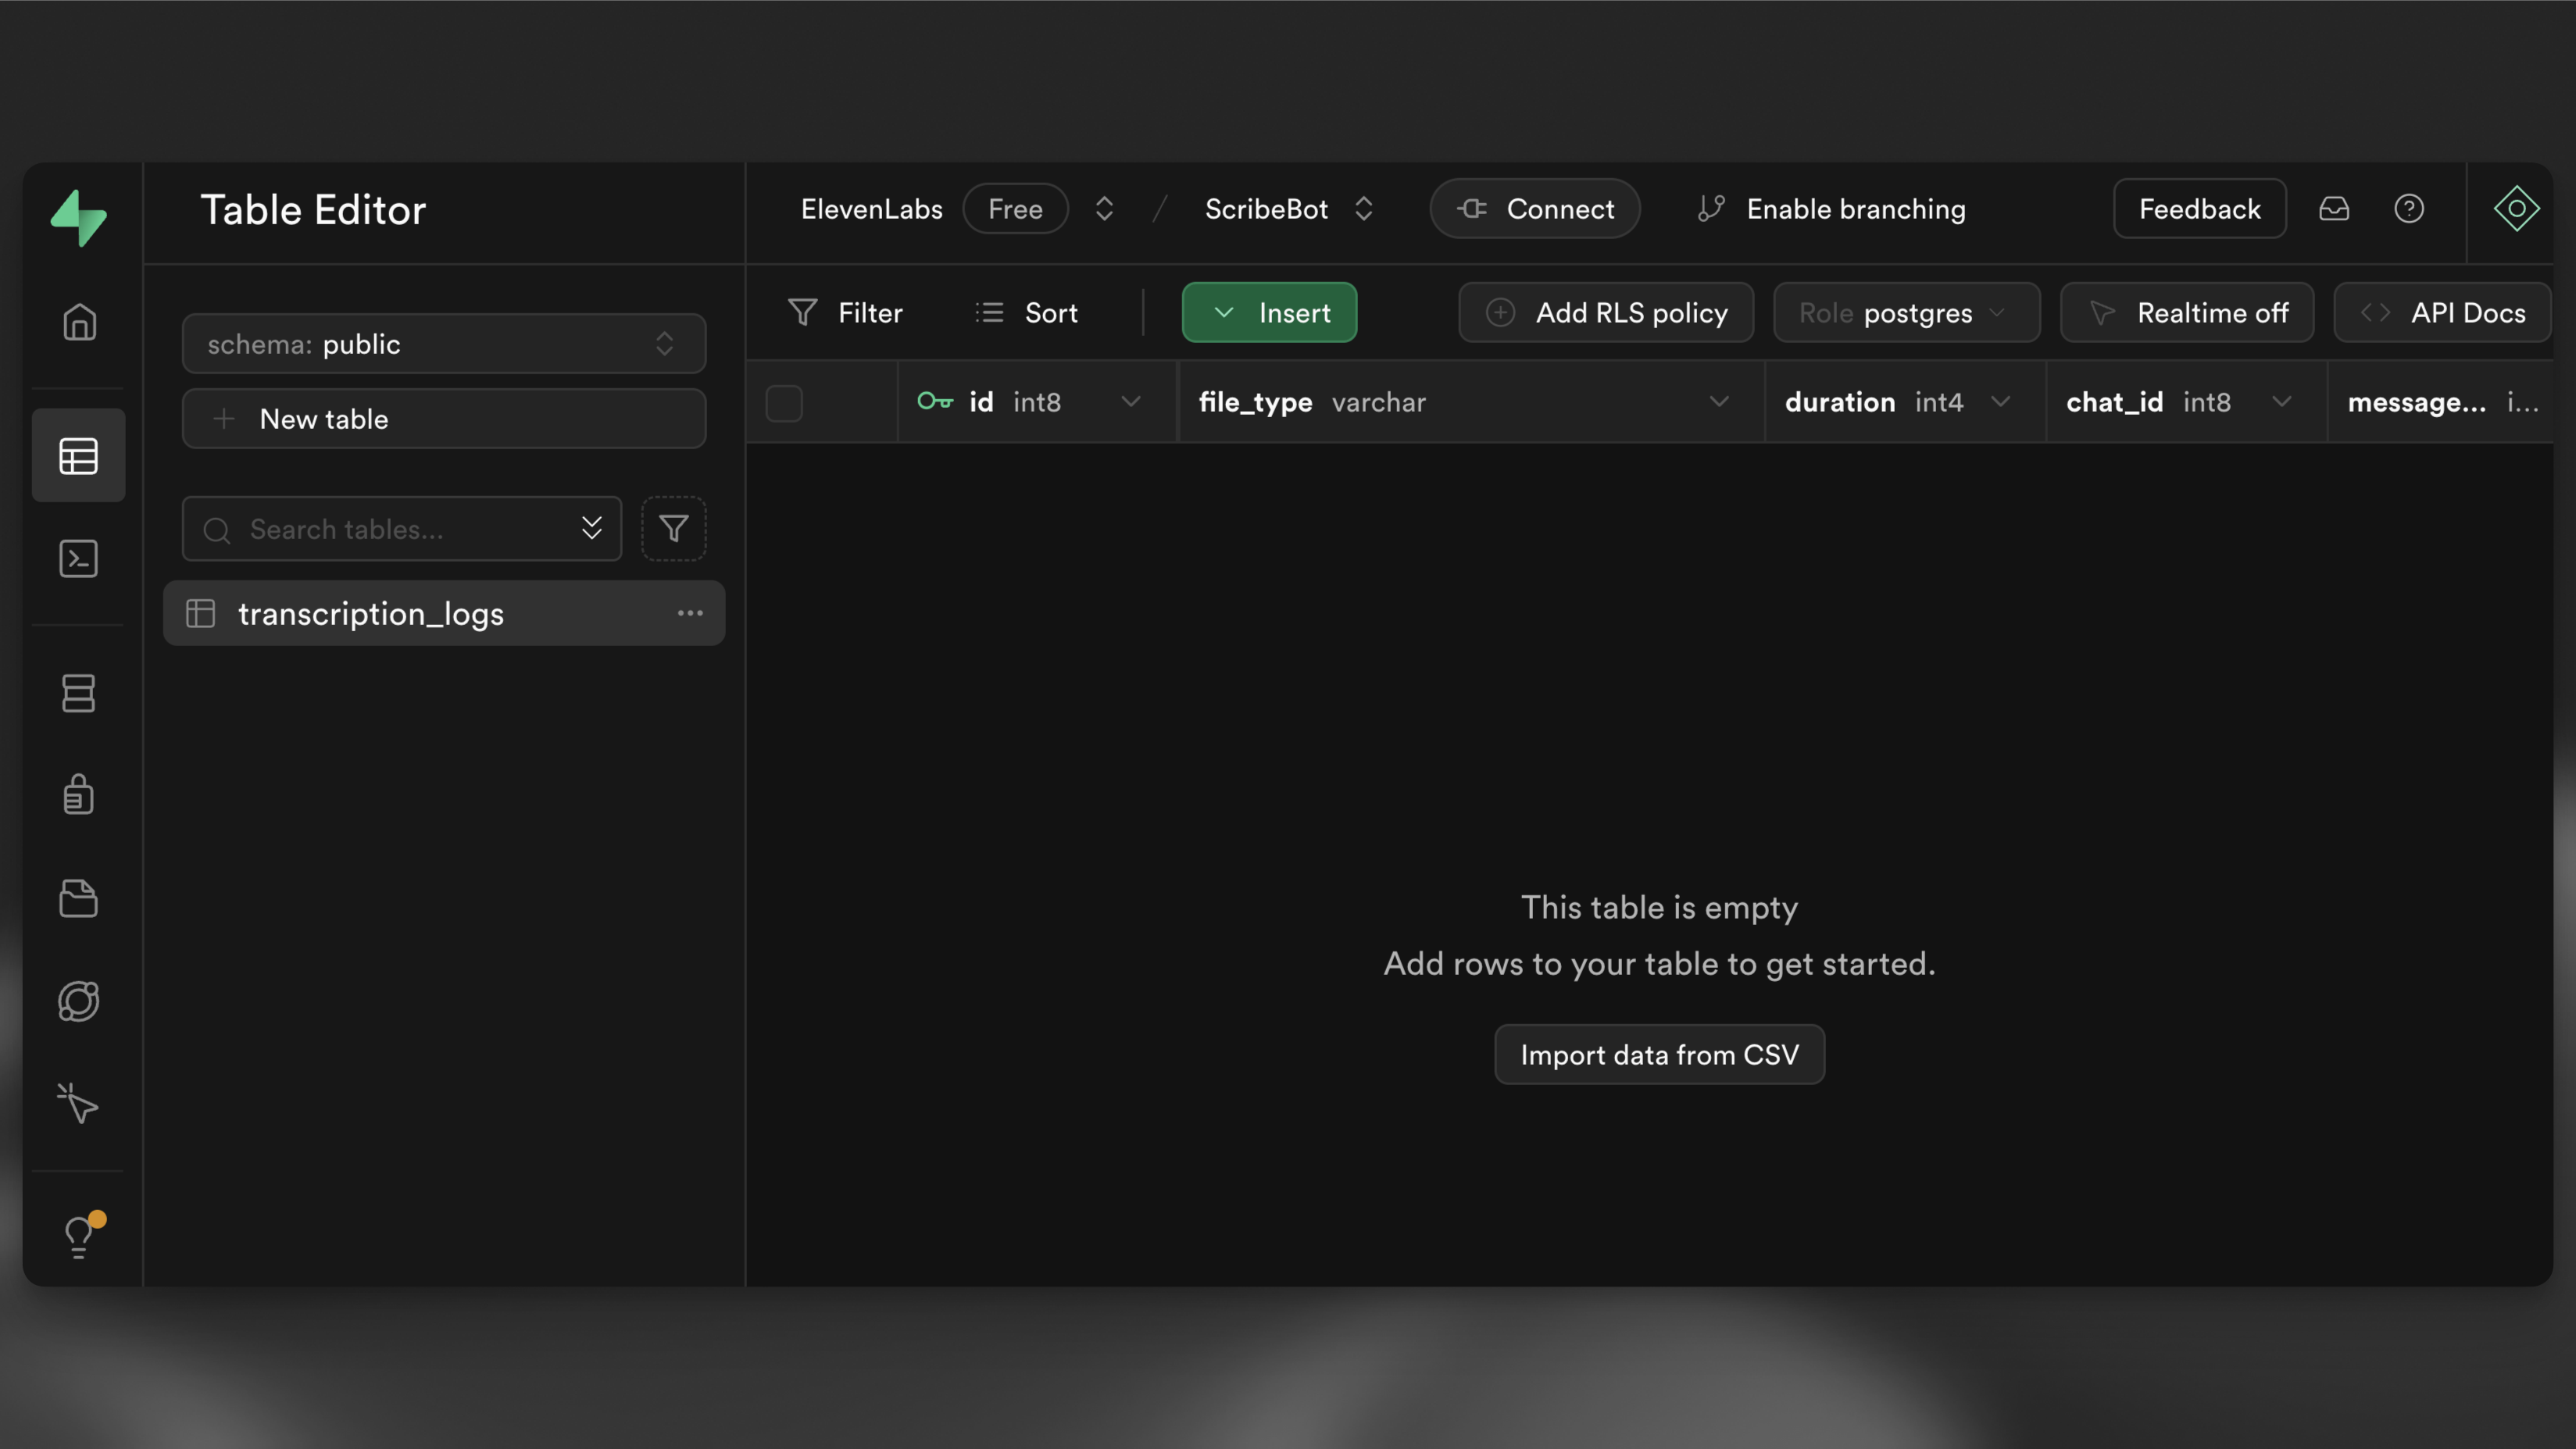 Table Editor
ElevenLabs Free / ScribeBot Connect Enable branching Feedback
schema: public
New table
Search tables...
transcription_logs
Filter Sort Insert Add RLS policy Role postgres Realtime off API Docs
id int8 file_type varchar duration int4 chat_id int8 message... i...
This table is empty
Add rows to your table to get started.
Import data from CSV